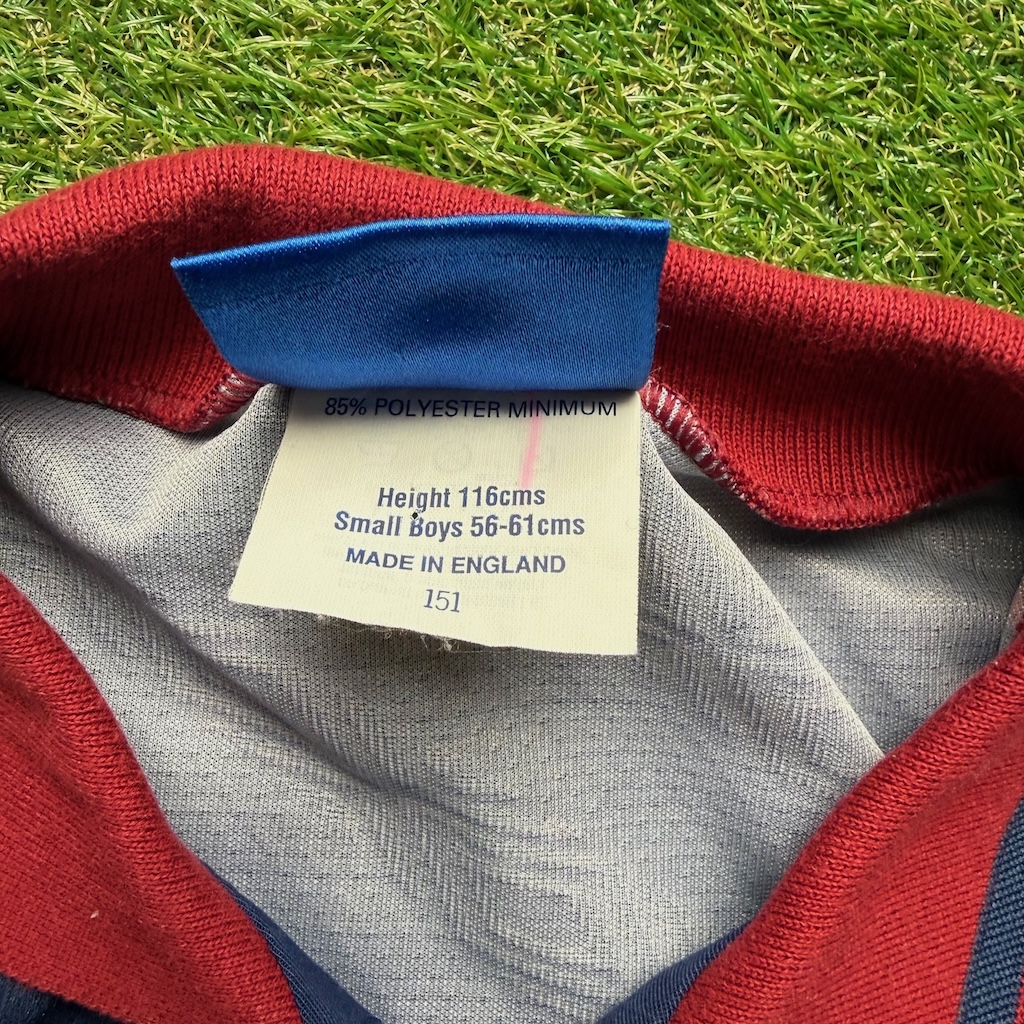 85% POLYESTER MINIMUM
Height 116cms
Small Boys 56-61cms
MADE IN ENGLAND
151